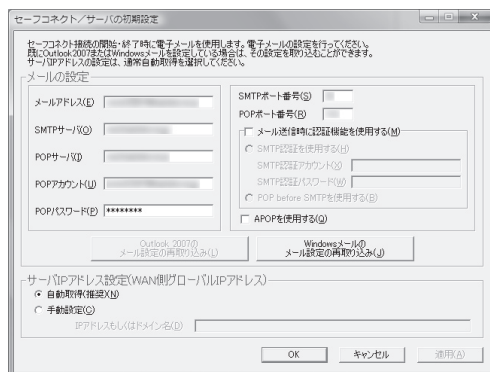 セーフコネクト／サーバの初期設定
セーフコネクト接続の開始・終了時に電子メールを使用します。電子メールの設定を行ってください。
既にOutlook2007またはWindowsメールを設定している場合は、その設定を取り込むことができます。
サーバIPアドレスの設定は、通常自動取得を選択してください。
メールの設定
メールアドレス(E)
SMTPサーバ(O)
POPサーバ(I)
POPアカウント(U)
POPパスワード(P) ********
SMTPポート番号(S)
POPポート番号(R)
メール送信時に認証機能を使用する(M)
SMTP認証を使用する(H)
SMTP認証アカウント(X)
SMTP認証パスワード(W)
POP before SMTPを使用する(B)
APOPを使用する(Q)
Outlook 2007の
メール設定の再取り込み(L)
Windowsメールの
メール設定の再取り込み(J)
サーバIPアドレス設定(WAN側グローバルIPアドレス)
自動取得(推奨)(N)
手動設定(C)
IPアドレスもしくはドメイン名(D)
OK キャンセル 適用(A)